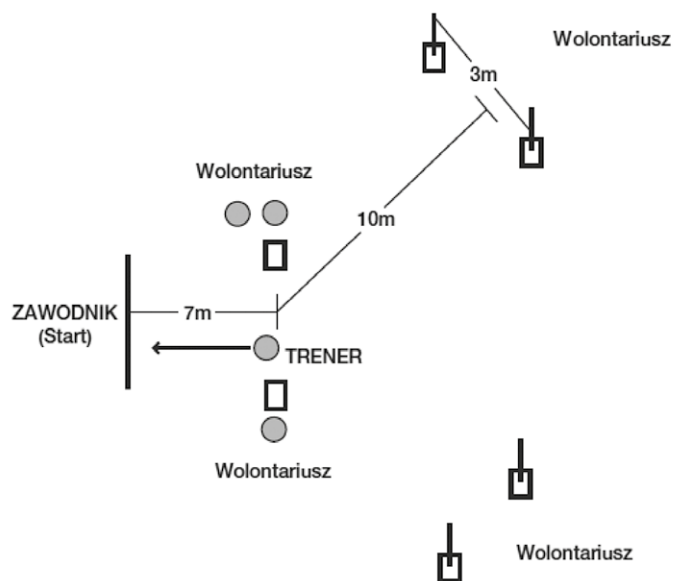 Wolontariusz
3m
Wolontariusz
10m
ZAWODNIK
(Start)
7m
TRENER
Wolontariusz
Wolontariusz